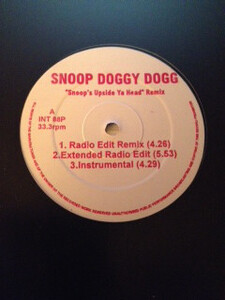 SNOOP DOGGY DOGG
"Snoop's Upside Ya Head" Remix
A
INT 98P
33.3rpm
1. Radio Edit Remix (4.26)
2.Extended Radio Edit (5.53)
3.Instrumental (4.29)